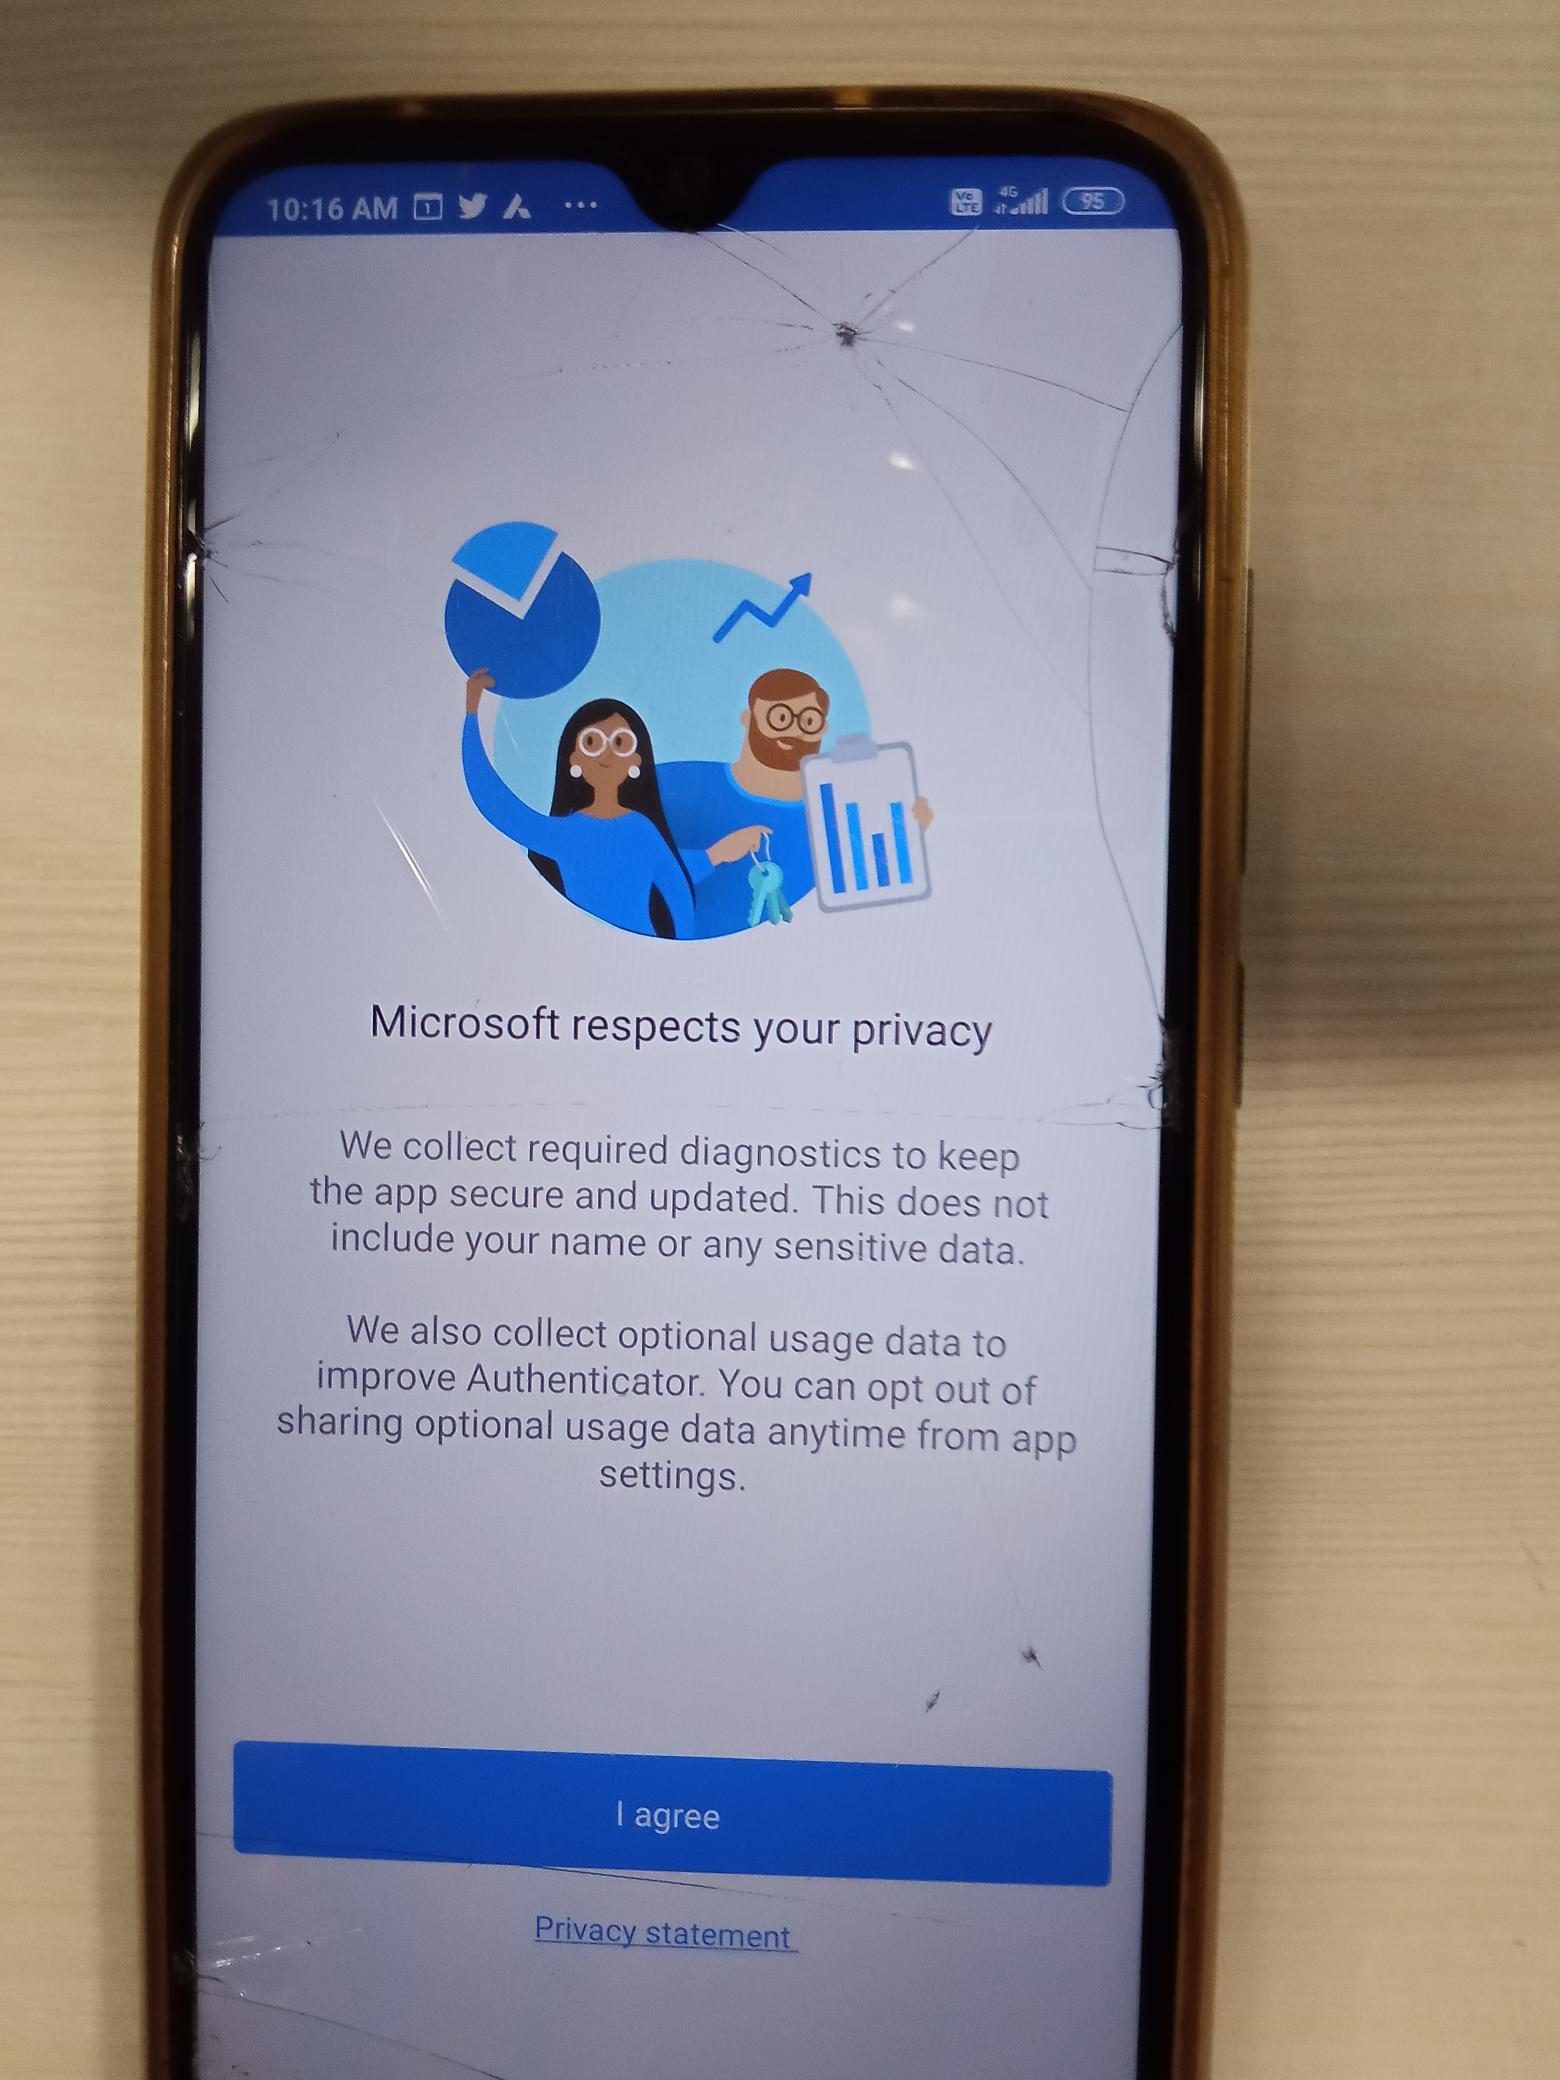 10:16 AM 1 ... Vo LTE 4G 95
Microsoft respects your privacy
We collect required diagnostics to keep
the app secure and updated. This does not
include your name or any sensitive data.
We also collect optional usage data to
improve Authenticator. You can opt out of
sharing optional usage data anytime from app
settings.
I agree
Privacy statement